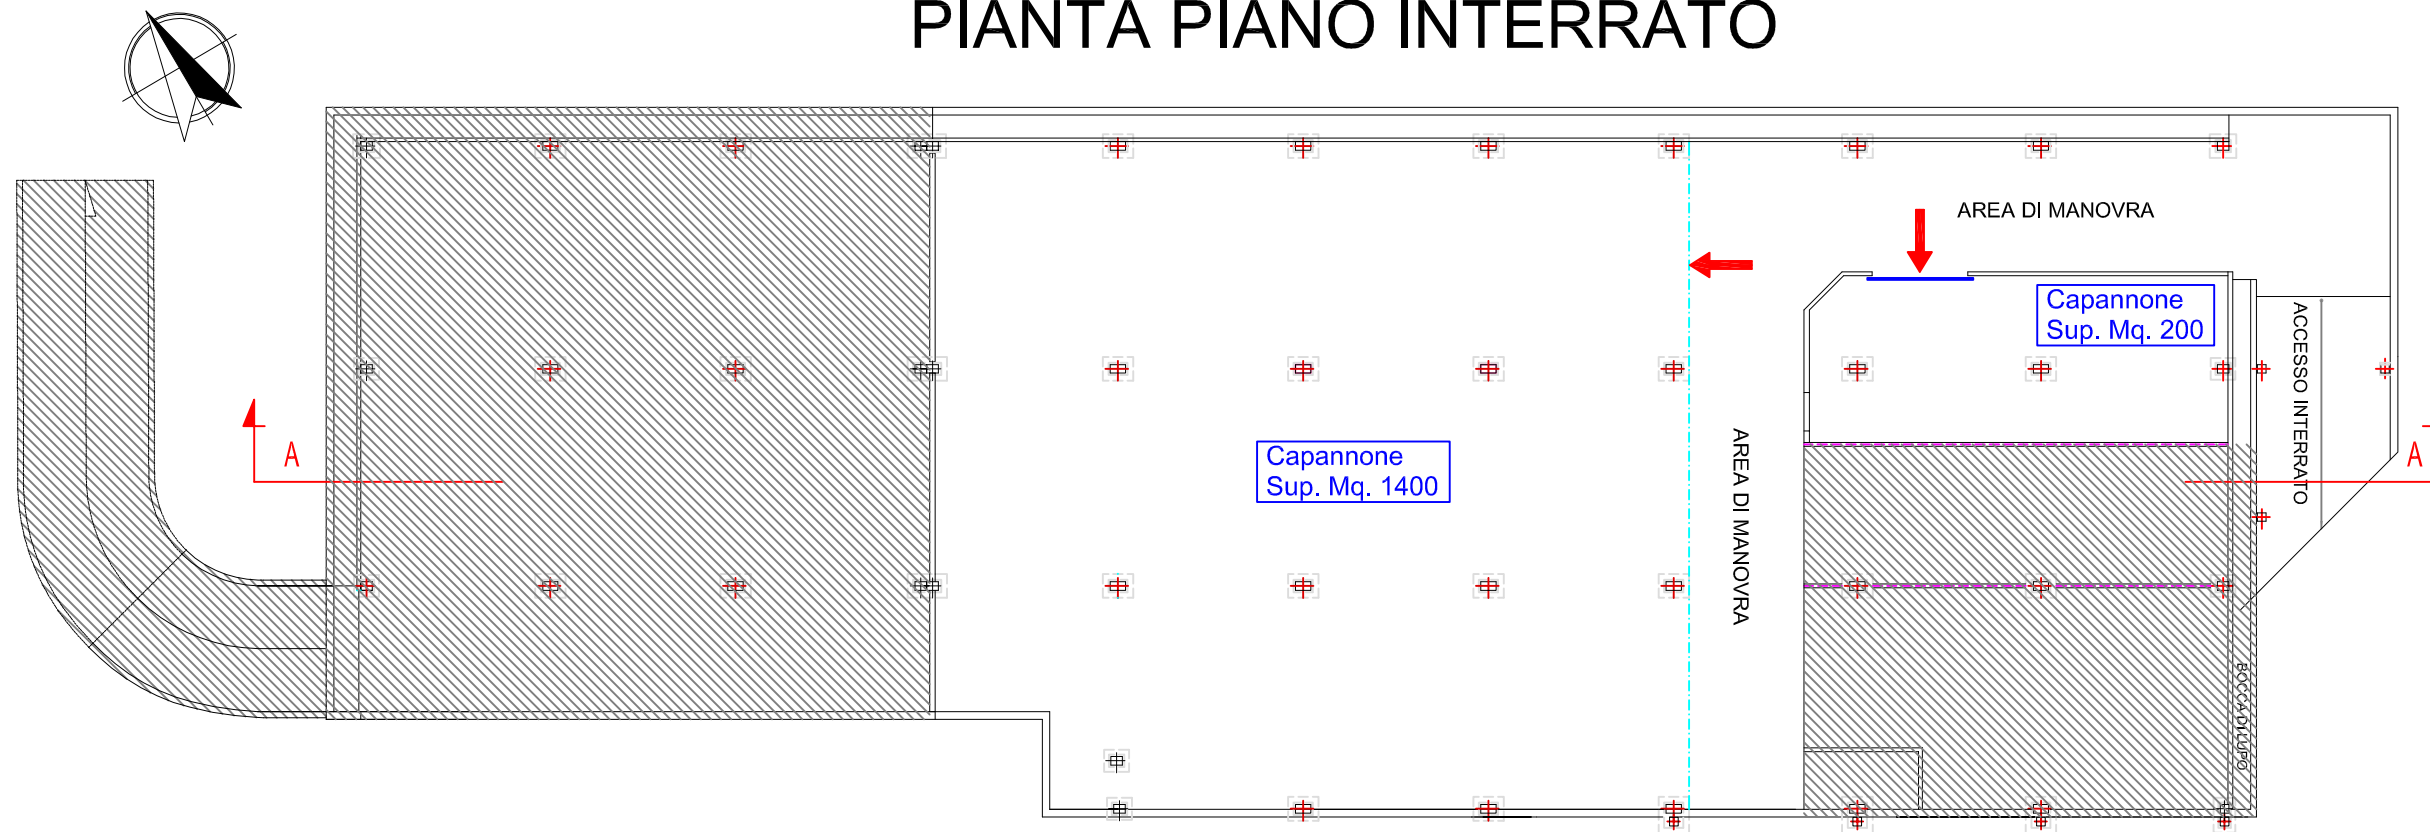 PIANTA PIANO INTERRATO
AREA DI MANOVRA
Capannone
Sup. Mq. 200
ACCESSO INTERRATO
A
Capannone
Sup. Mq. 1400
AREA DI MANOVRA
A
BOCCA DI LUPO